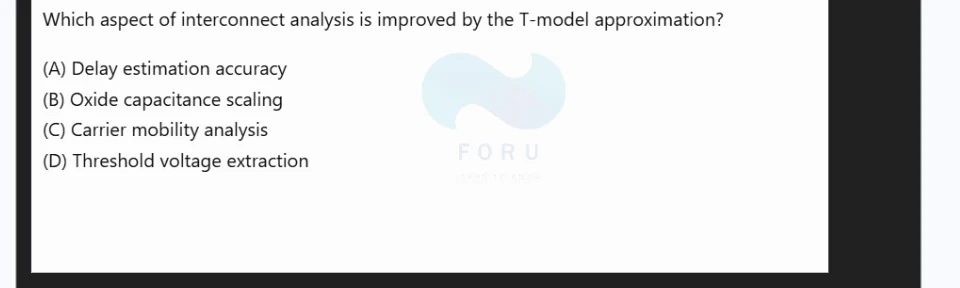 Which aspect of interconnect analysis is improved by the T-model approximation?
(A) Delay estimation accuracy
(B) Oxide capacitance scaling
(C) Carrier mobility analysis
(D) Threshold voltage extraction
FORU